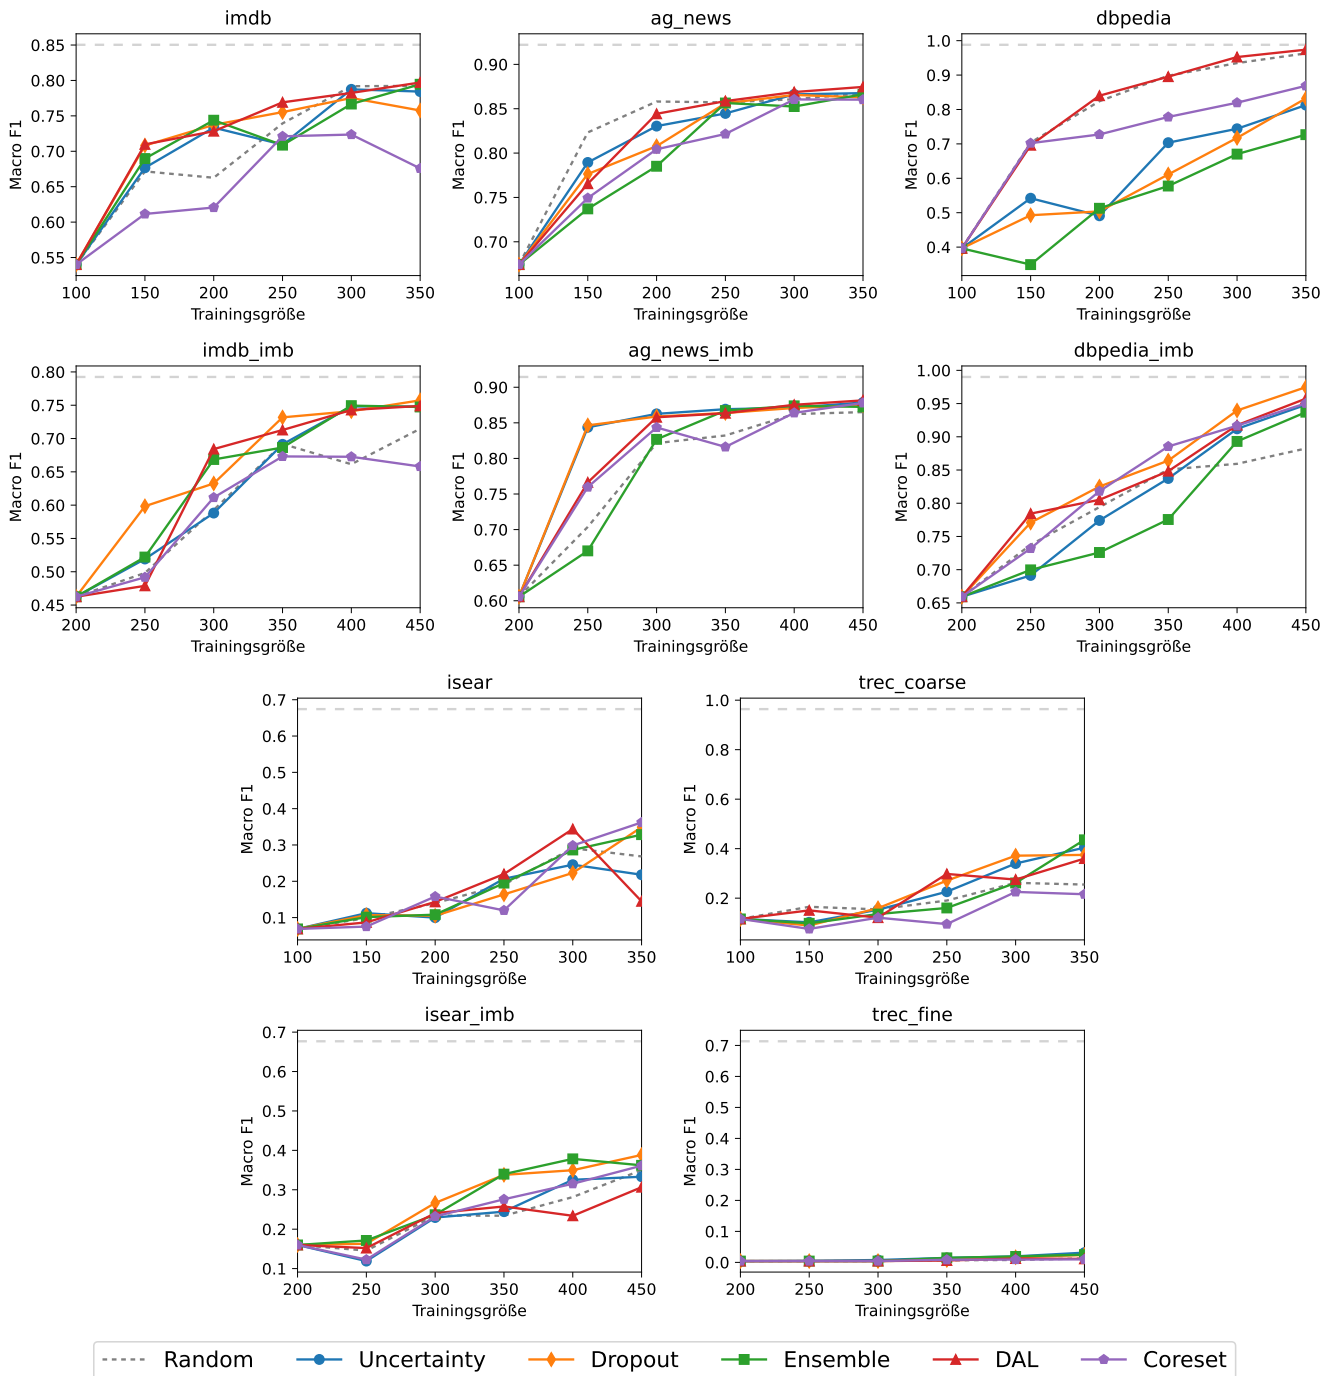 imdb
ag_news
dbpedia
Macro F1
0.85
0.80
0.75
0.70
0.65
0.60
0.55
100 150 200 250 300 350
Trainingsgröße
Macro F1
0.90
0.85
0.80
0.75
0.70
100 150 200 250 300 350
Trainingsgröße
Macro F1
1.0
0.9
0.8
0.7
0.6
0.5
0.4
100 150 200 250 300 350
Trainingsgröße
imdb_imb
ag_news_imb
dbpedia_imb
Macro F1
0.80
0.75
0.70
0.65
0.60
0.55
0.50
0.45
200 250 300 350 400 450
Trainingsgröße
Macro F1
0.90
0.85
0.80
0.75
0.70
0.65
0.60
200 250 300 350 400 450
Trainingsgröße
Macro F1
1.00
0.95
0.90
0.85
0.80
0.75
0.70
0.65
200 250 300 350 400 450
Trainingsgröße
isear
trec_coarse
Macro F1
0.7
0.6
0.5
0.4
0.3
0.2
0.1
100 150 200 250 300 350
Trainingsgröße
Macro F1
1.0
0.8
0.6
0.4
0.2
100 150 200 250 300 350
Trainingsgröße
isear_imb
trec_fine
Macro F1
0.7
0.6
0.5
0.4
0.3
0.2
0.1
200 250 300 350 400 450
Trainingsgröße
Macro F1
0.7
0.6
0.5
0.4
0.3
0.2
0.1
0.0
200 250 300 350 400 450
Trainingsgröße
Random Uncertainty Dropout Ensemble DAL Coreset